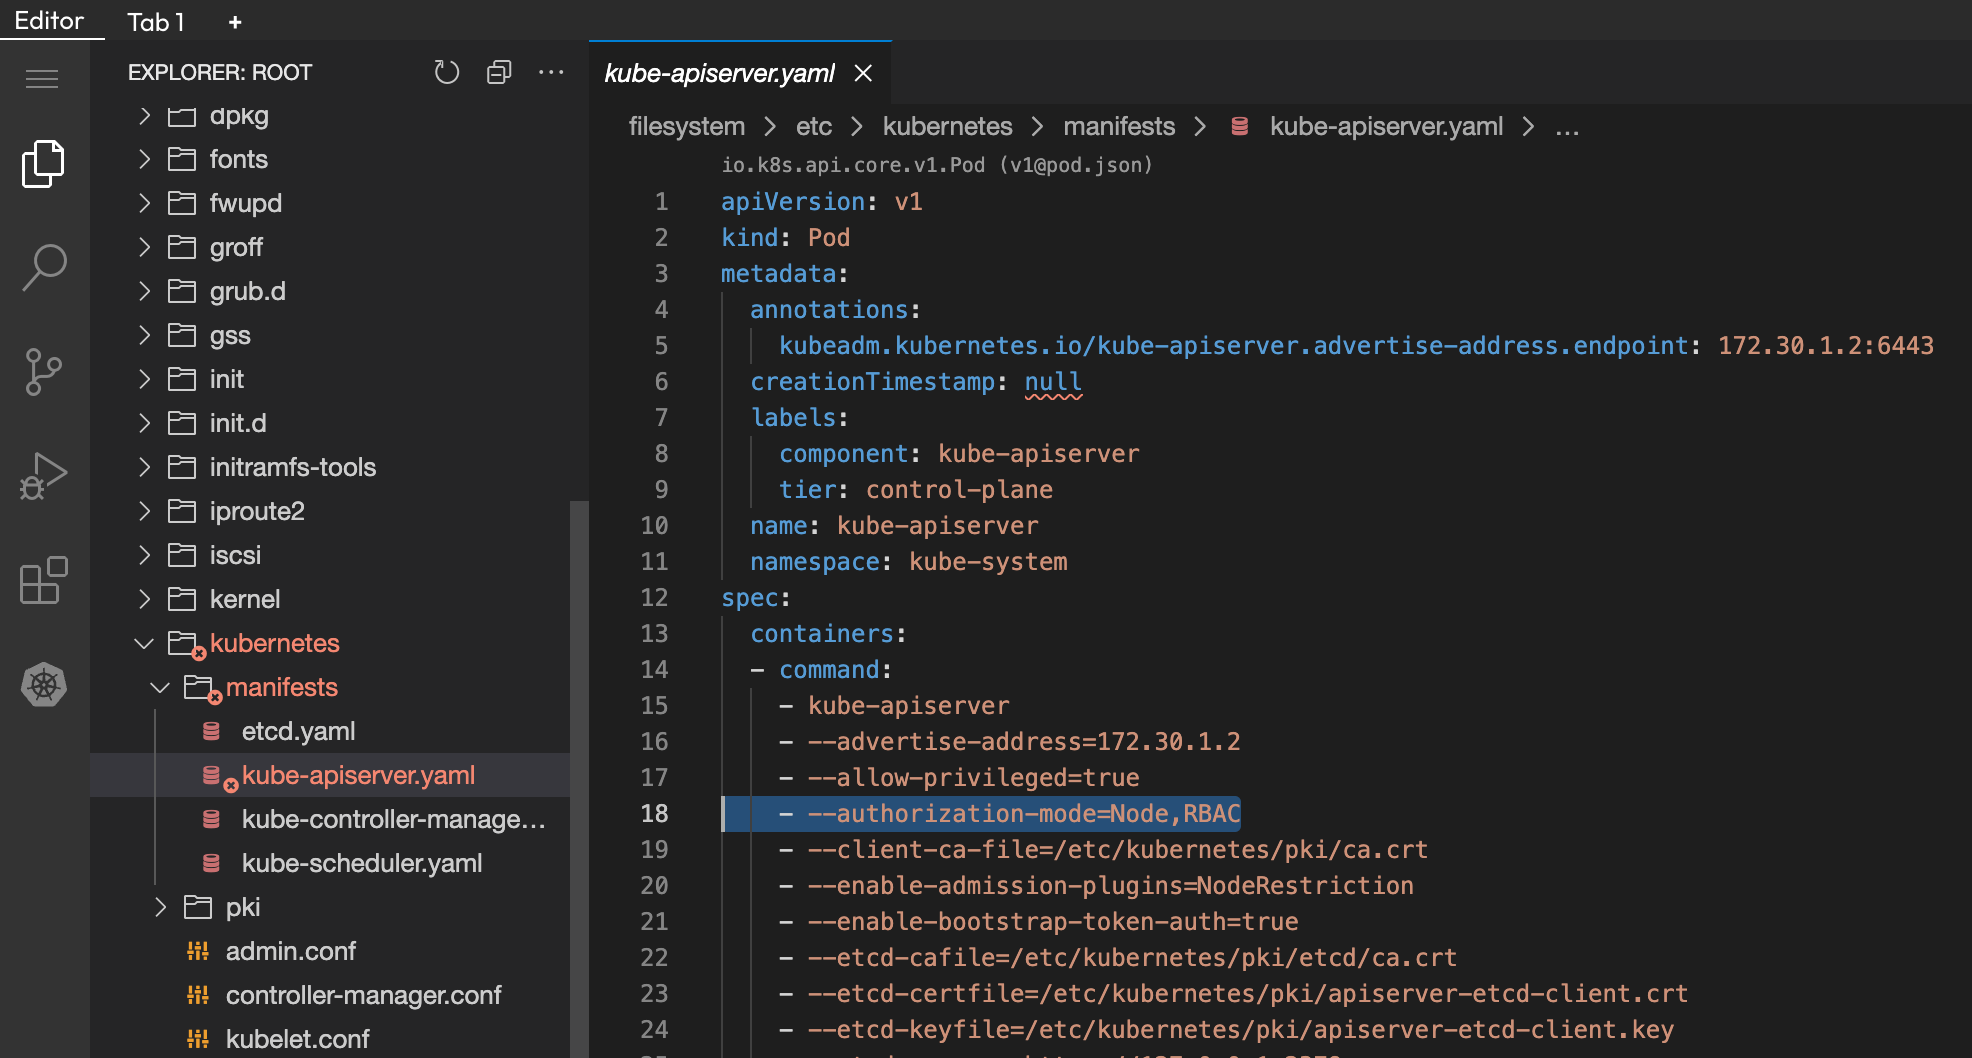 Editor
Tab 1
+
EXPLORER: ROOT
dpkg
fonts
fwupd
groff
grub.d
gss
init
init.d
initramfs-tools
iproute2
iscsi
kernel
kubernetes
manifests
etcd.yaml
kube-apiserver.yaml
kube-controller-manage...
kube-scheduler.yaml
pki
admin.conf
controller-manager.conf
kubelet.conf
kube-apiserver.yaml
filesystem > etc > kubernetes > manifests > kube-apiserver.yaml > ...
io.k8s.api.core.v1.Pod (v1@pod.json)
1 apiVersion: v1
2 kind: Pod
3 metadata:
4 annotations:
5 kubeadm.kubernetes.io/kube-apiserver.advertise-address.endpoint: 172.30.1.2:6443
6 creationTimestamp: null
7 labels:
8 component: kube-apiserver
9 tier: control-plane
10 name: kube-apiserver
11 namespace: kube-system
12 spec:
13 containers:
14 - command:
15 - kube-apiserver
16 - --advertise-address=172.30.1.2
17 - --allow-privileged=true
18 - --authorization-mode=Node,RBAC
19 - --client-ca-file=/etc/kubernetes/pki/ca.crt
20 - --enable-admission-plugins=NodeRestriction
21 - --enable-bootstrap-token-auth=true
22 - --etcd-cafile=/etc/kubernetes/pki/etcd/ca.crt
23 - --etcd-certfile=/etc/kubernetes/pki/apiserver-etcd-client.crt
24 - --etcd-keyfile=/etc/kubernetes/pki/apiserver-etcd-client.key